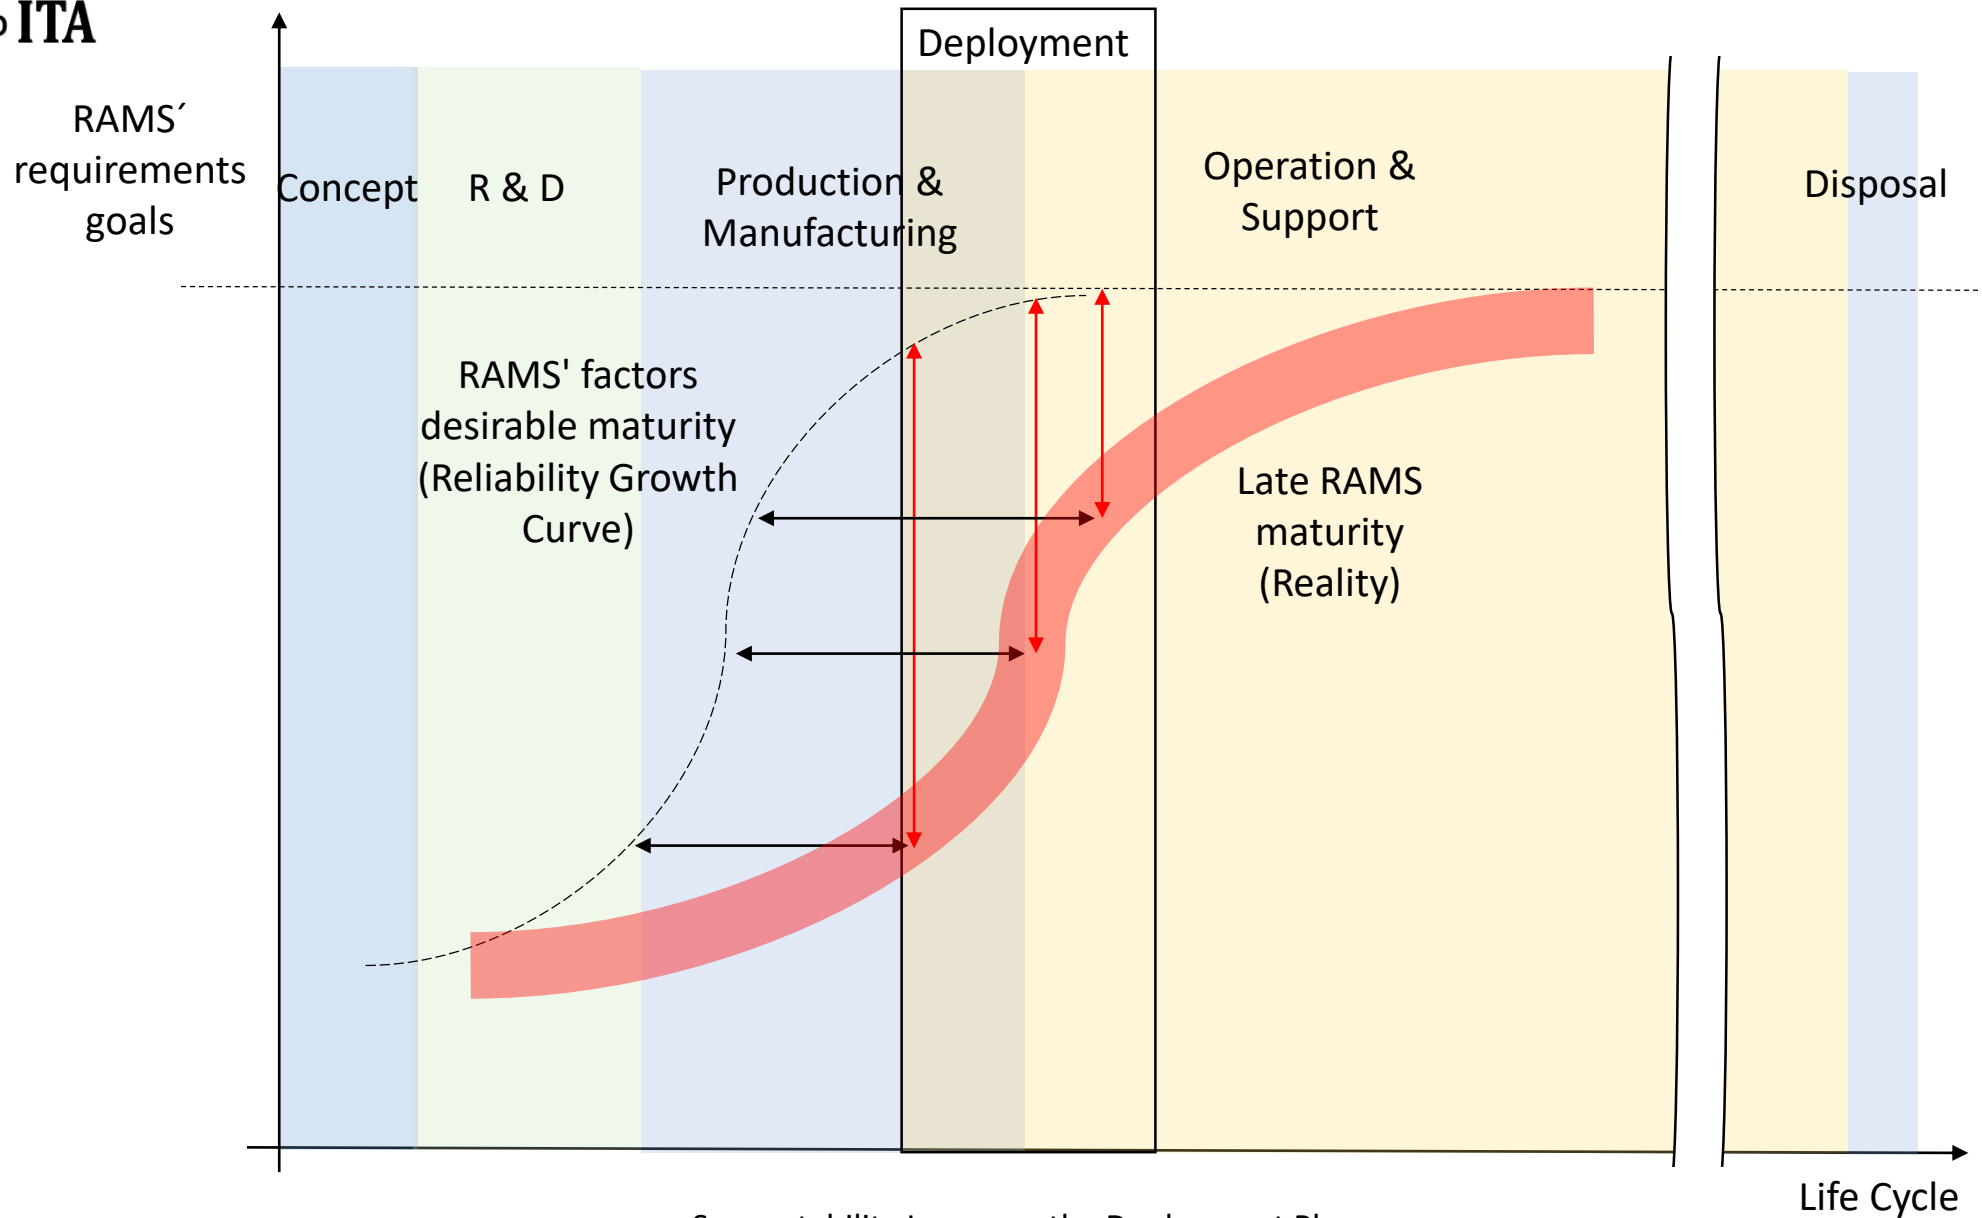 ITA
Deployment
RAMS´
requirements
goals
Concept
R & D
Production &
Manufacturing
Operation &
Support
Disposal
RAMS' factors
desirable maturity
(Reliability Growth
Curve)
Late RAMS
maturity
(Reality)
Life Cycle